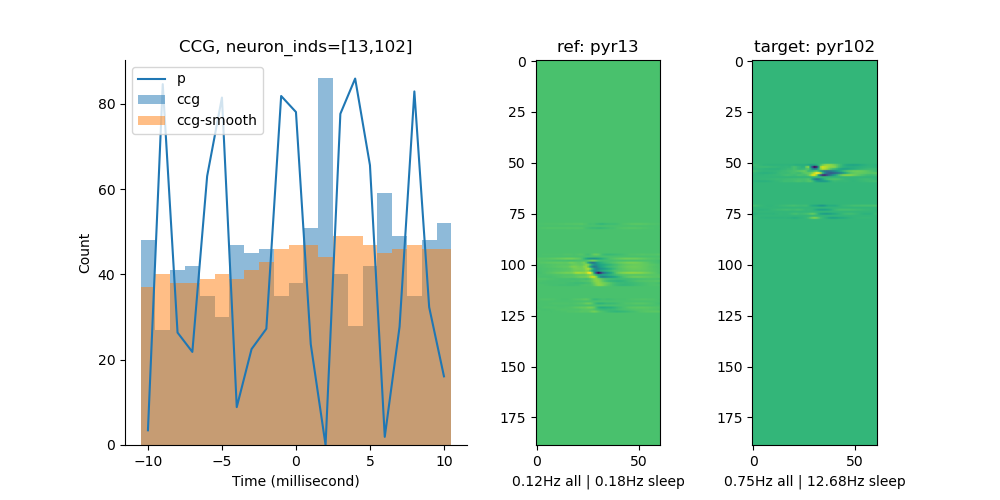 CCG, neuron_inds=[13,102]
p
ccg
ccg-smooth
Count
0
20
40
60
80
−10
−5
0
5
10
Time (millisecond)
ref: pyr13
0
25
50
75
100
125
150
175
0
0.12Hz all | 0.18Hz sleep
target: pyr102
0
25
50
75
100
125
150
175
0
50
0.75Hz all | 12.68Hz sleep